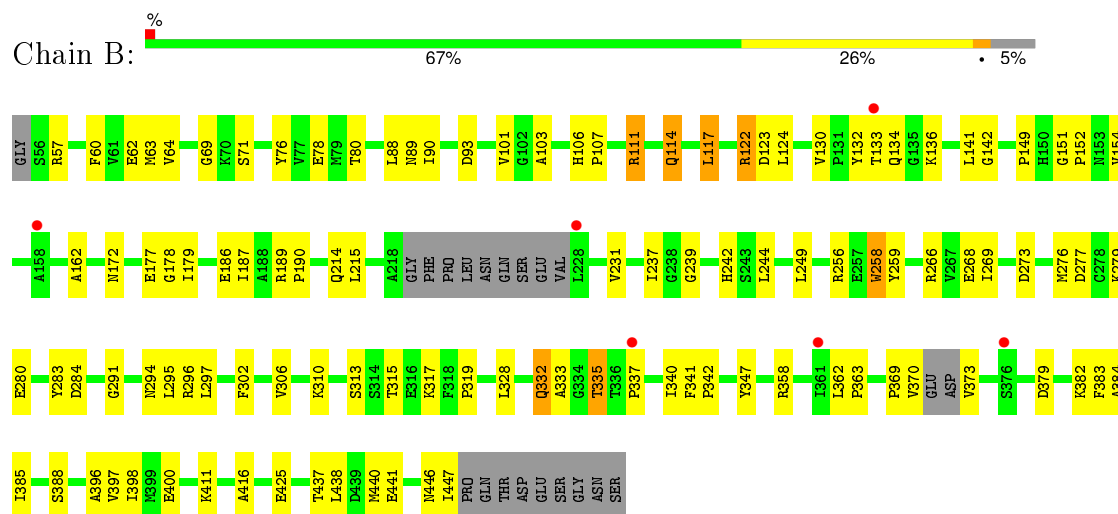 %
Chain B:
67% 26% • 5%
GLY S56 R57 F60 V61 E62 M63 V64 G69 K70 S71 Y76 V77 E78 M79 T80 L88 N89 I90 D93 V101 G102 A103 H106 P107 R111 Q114 L117 R122 D123 L124 V130 P131 Y132 T133 Q134 G135 K136 L141 G142 P149 H150 G151 P152 N153 V154
A158 A162 N172 E177 G178 I179 E186 I187 A188 R189 P190 Q214 L215 A218 GLY PHE PRO LEU ASN GLN SER GLU VAL L228 V231 I237 G238 G239 H242 S243 L244 L249 R256 E257 W258 Y259 R266 V267 E268 I269 D273 M276 D277 C278 K279
E280 Y283 D284 G291 N294 L295 R296 L297 F302 V306 K310 S313 S314 T315 E316 K317 F318 P319 L328 Q332 A333 G334 T335 T336 P337 I340 F341 P342 Y347 R358 I361 L362 P363 P369 V370 GLU ASP V373 S376 D379 K382 F383 A384
I385 S388 A396 V397 I398 M399 E400 K411 A416 E425 T437 L438 D439 M440 E441 N446 I447 PRO GLN THR ASP GLU SER GLY ASN SER